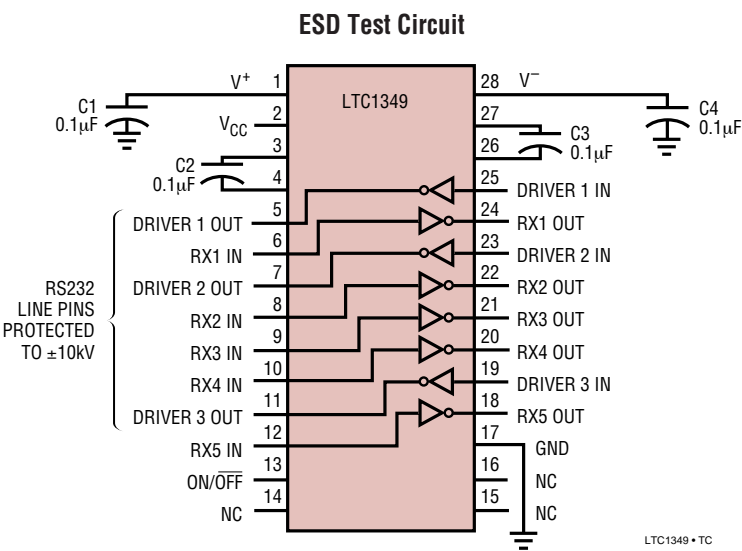 ESD Test Circuit
LTC1349
V+ 1
C1
0.1μF
2
VCC
3
C2
0.1μF
4
5
DRIVER 1 OUT
6
RX1 IN
7
DRIVER 2 OUT
8
RX2 IN
9
RX3 IN
10
RX4 IN
11
DRIVER 3 OUT
12
RX5 IN
13
ON/OFF
14
NC
RS232
LINE PINS
PROTECTED
TO ±10kV
28 V–
C4
0.1μF
27
C3
0.1μF
26
25
DRIVER 1 IN
24
RX1 OUT
23
DRIVER 2 IN
22
RX2 OUT
21
RX3 OUT
20
RX4 OUT
19
DRIVER 3 IN
18
RX5 OUT
17
GND
16
NC
15
NC
LTC1349 • TC